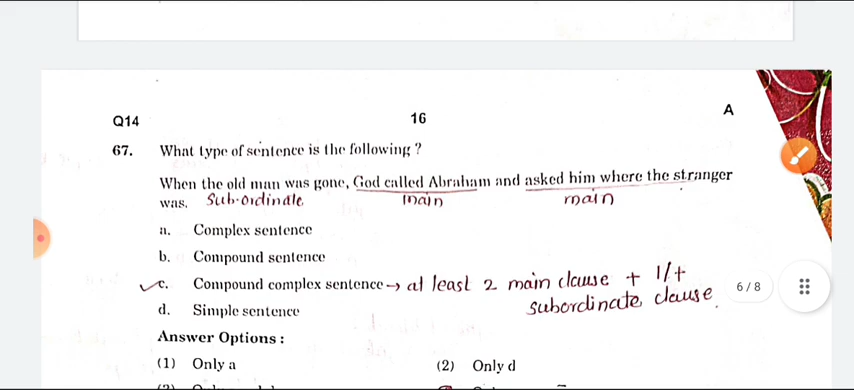 Q14 16 A
67. What type of sentence is the following ?
When the old man was gone, God called Abraham and asked him where the stranger
was. Sub-ordinate main main
a. Complex sentence
b. Compound sentence
c. Compound complex sentence → at least 2 main clause + 1/+
subordinate clause.
6 / 8
d. Simple sentence
Answer Options :
(1) Only a (2) Only d